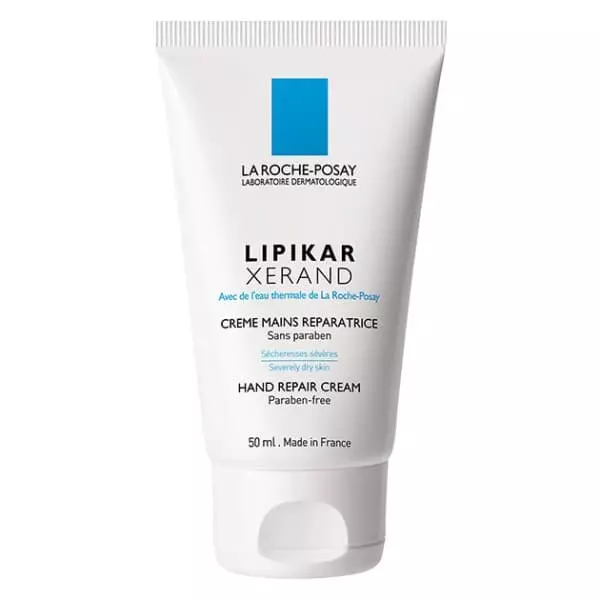 LA ROCHE-POSAY
LABORATOIRE DERMATOLOGIQUE
LIPIKAR
XERAND
Avec de l'eau thermale de La Roche-Posay
CREME MAINS REPARATRICE
Sans paraben
Sécheresses sévères
Severely dry skin
HAND REPAIR CREAM
Paraben-free
50 ml . Made in France